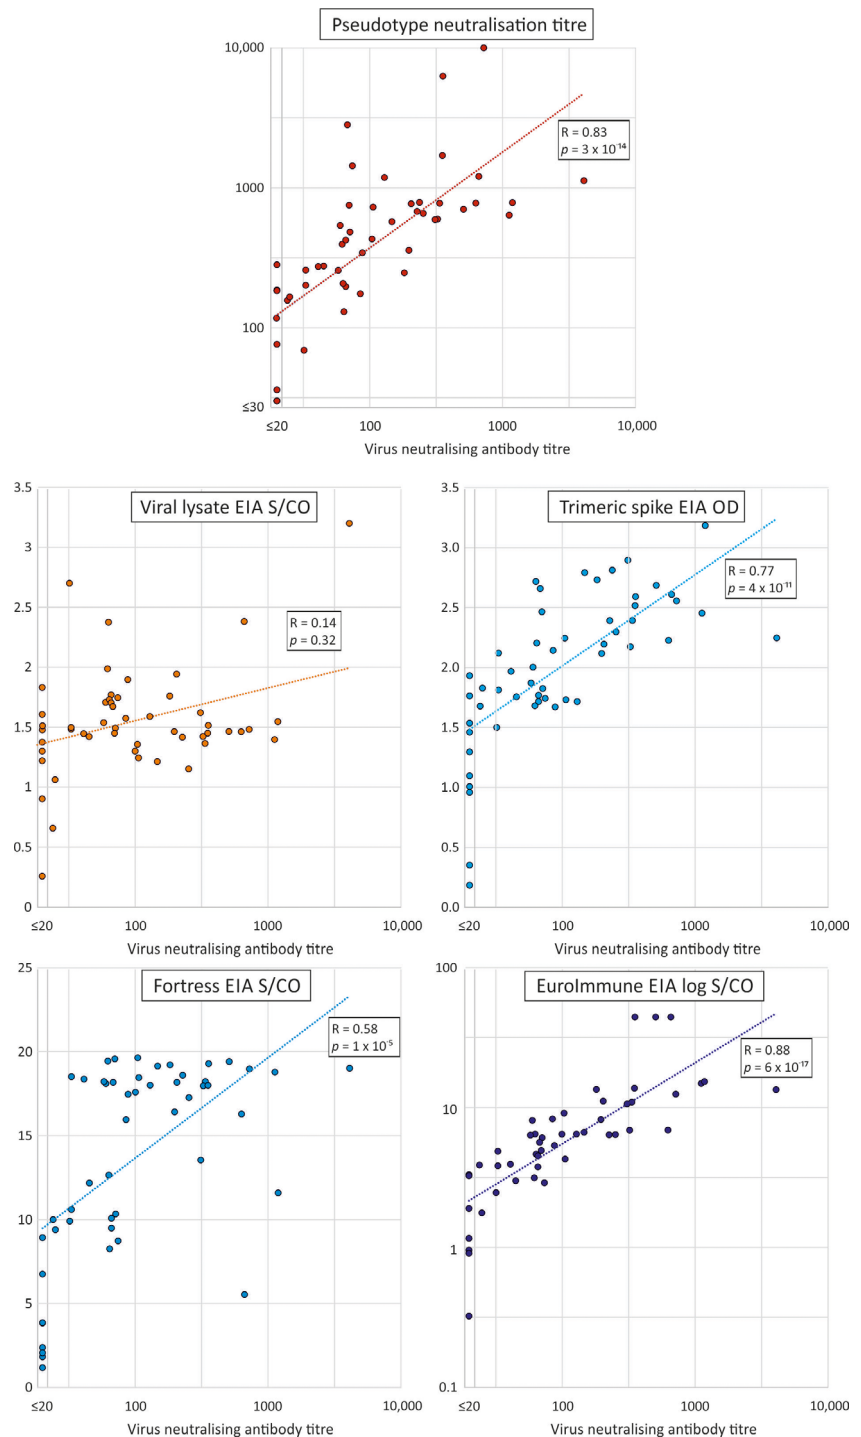 Pseudotype neutralisation titre
10,000
1000
100
≤30
R = 0.83
p = 3 x 10⁻¹⁴
≤20 100 1000 10,000
Virus neutralising antibody titre
Viral lysate EIA S/CO
3.5
3
2.5
2
1.5
1
0.5
0
R = 0.14
p = 0.32
≤20 100 1000 10,000
Virus neutralising antibody titre
Trimeric spike EIA OD
3.5
3.0
2.5
2.0
1.5
1.0
0.5
0.0
R = 0.77
p = 4 x 10⁻¹¹
≤20 100 1000 10,000
Virus neutralising antibody titre
Fortress EIA S/CO
25
20
15
10
5
0
R = 0.58
p = 1 x 10⁻⁵
≤20 100 1000 10,000
Virus neutralising antibody titre
EuroImmune EIA log S/CO
100
10
1
0.1
R = 0.88
p = 6 x 10⁻¹⁷
≤20 100 1000 10,000
Virus neutralising antibody titre